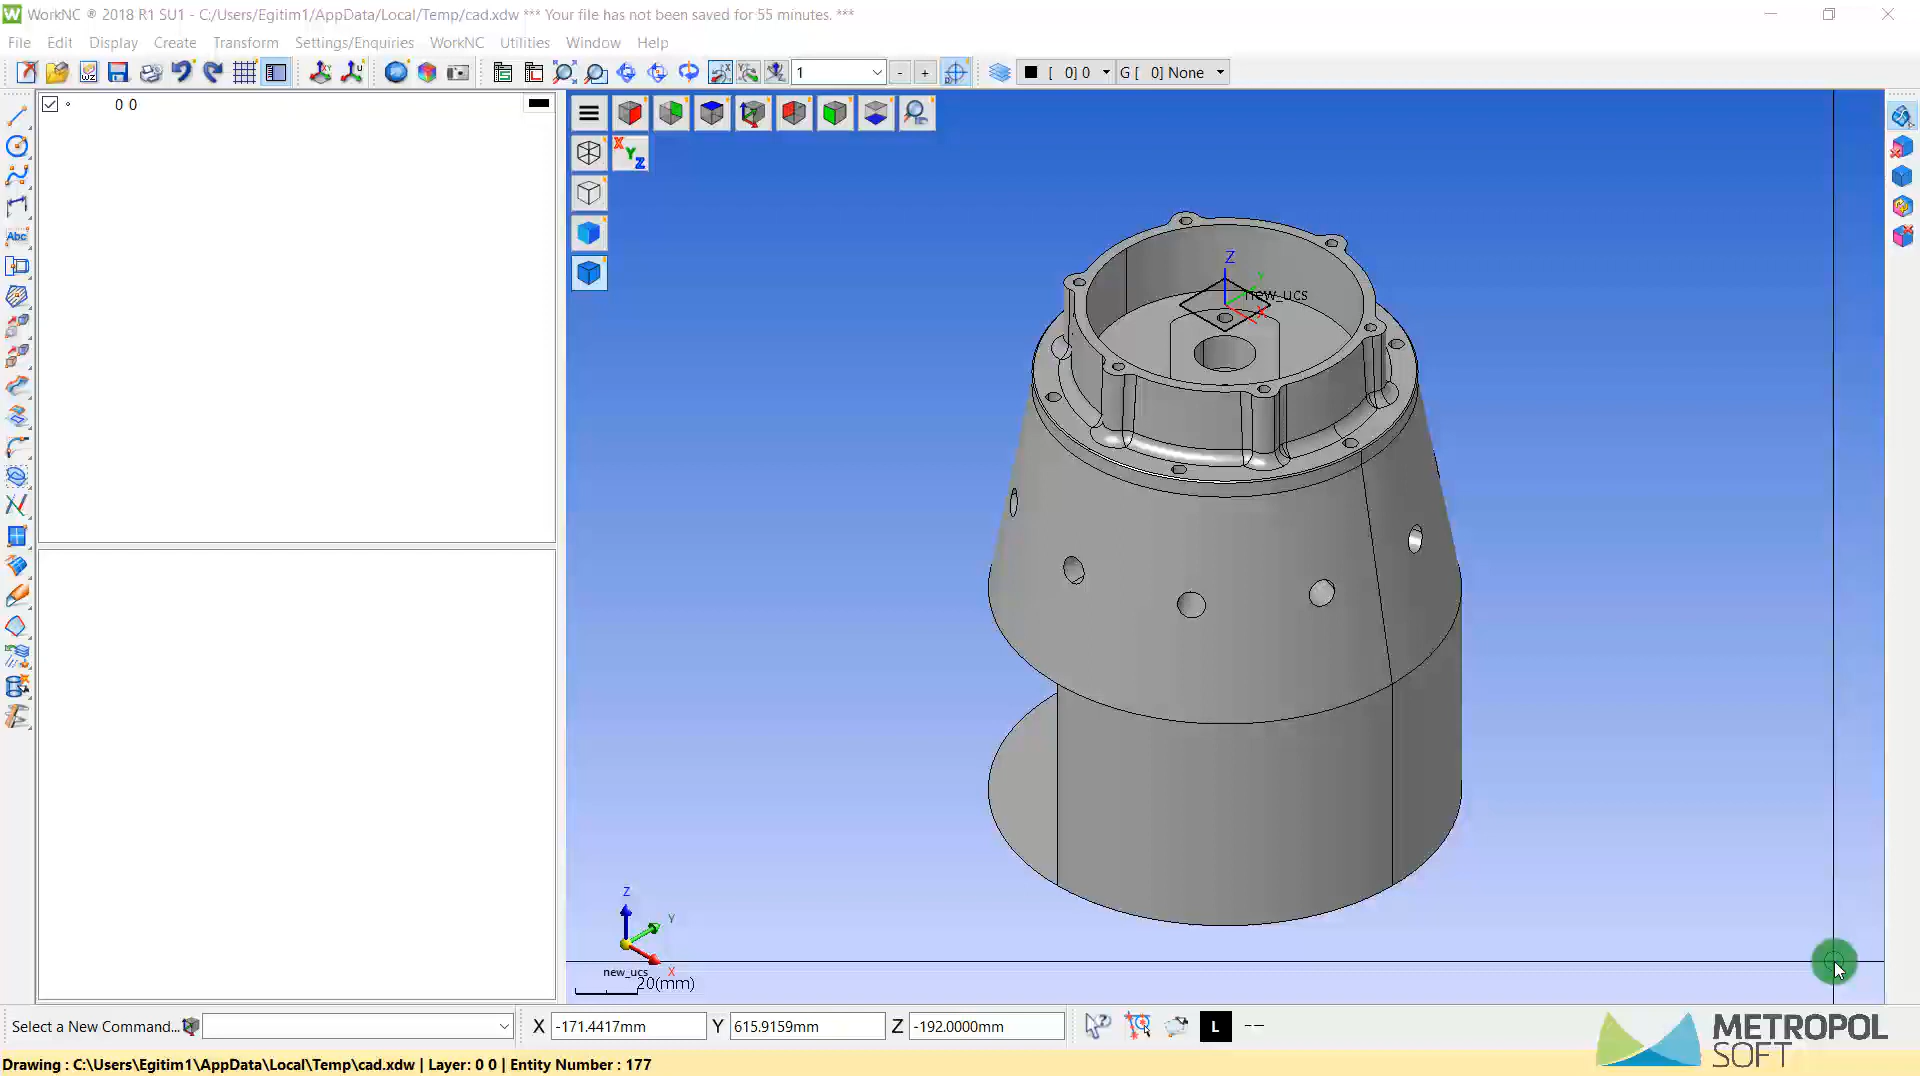 WorkNC ® 2018 R1 SU1 - C:/Users/Egitim1/AppData/Local/Temp/cad.xdw *** Your file has not been saved for 55 minutes. ***
File Edit Display Create Transform Settings/Enquiries WorkNC Utilities Window Help
1 - + [ 0] 0 G [ 0] None
0 0
X Y Z
Abc
Z
Y
new_ucs
X
Z
Y
X
new_ucs
20(mm)
Select a New Command... X -171.4417mm Y 615.9159mm Z -192.0000mm L --
Drawing : C:\Users\Egitim1\AppData\Local\Temp\cad.xdw | Layer: 0 0 | Entity Number : 177
METROPOL
SOFT